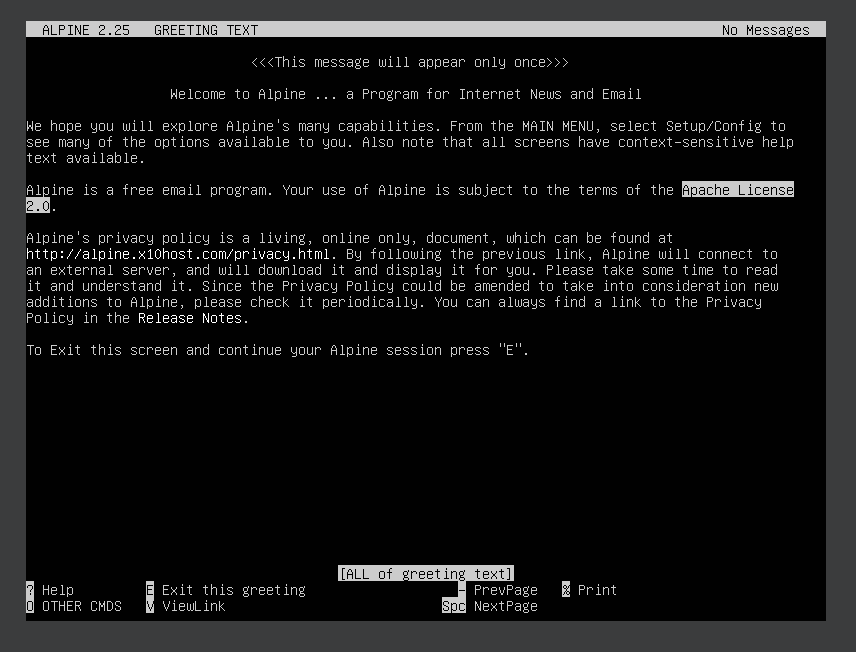 ALPINE 2.25   GREETING TEXT                                                          No Messages
<<<This message will appear only once>>>
Welcome to Alpine ... a Program for Internet News and Email
We hope you will explore Alpine's many capabilities. From the MAIN MENU, select Setup/Config to
see many of the options available to you. Also note that all screens have context-sensitive help
text available.
Alpine is a free email program. Your use of Alpine is subject to the terms of the Apache License
2.0.
Alpine's privacy policy is a living, online only, document, which can be found at
http://alpine.x10host.com/privacy.html. By following the previous link, Alpine will connect to
an external server, and will download it and display it for you. Please take some time to read
it and understand it. Since the Privacy Policy could be amended to take into consideration new
additions to Alpine, please check it periodically. You can always find a link to the Privacy
Policy in the Release Notes.
To Exit this screen and continue your Alpine session press "E".
[ALL of greeting text]
? Help         E Exit this greeting                   - PrevPage   % Print
O OTHER CMDS   V ViewLink                           Spc NextPage